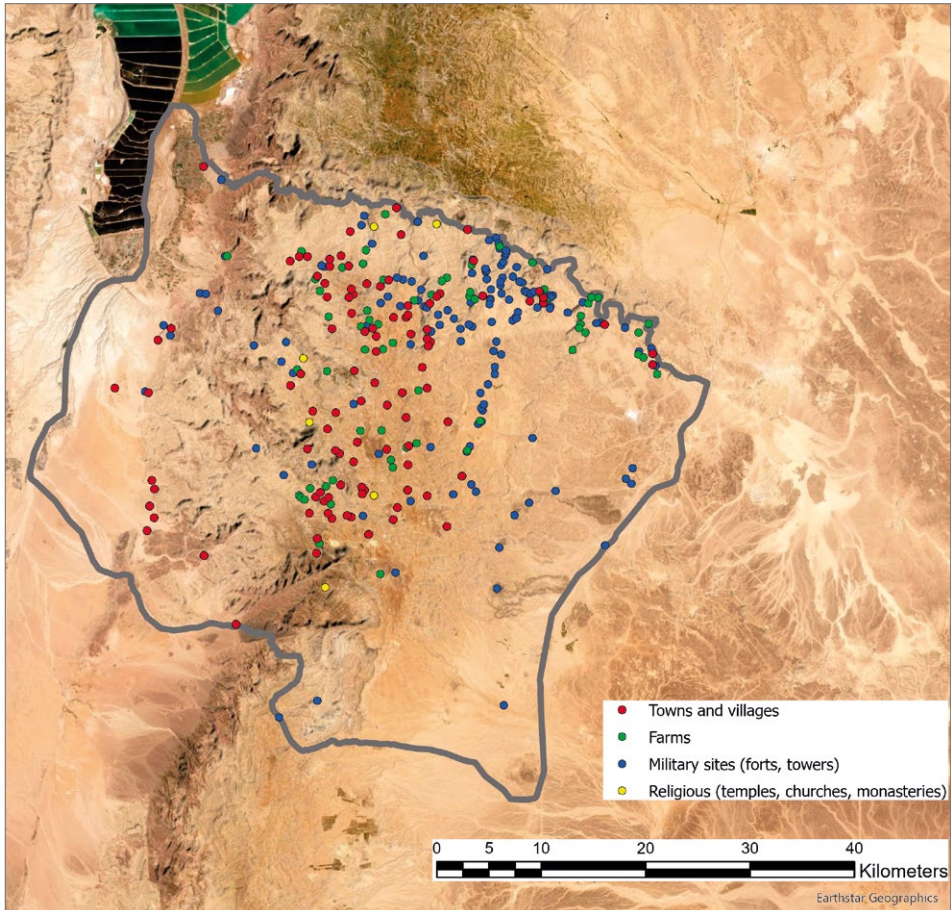 Towns and villages
Farms
Military sites (forts, towers)
Religious (temples, churches, monasteries)
0 5 10 20 30 40
Kilometers
Earthstar Geographics